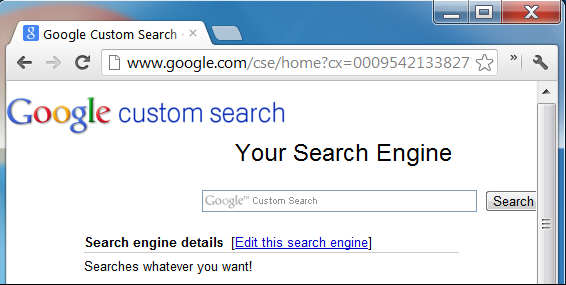 Google Custom Search -
www.google.com/cse/home?cx=0009542133827
Google custom search
Your Search Engine
Google™ Custom Search Search
Search engine details [Edit this search engine]
Searches whatever you want!